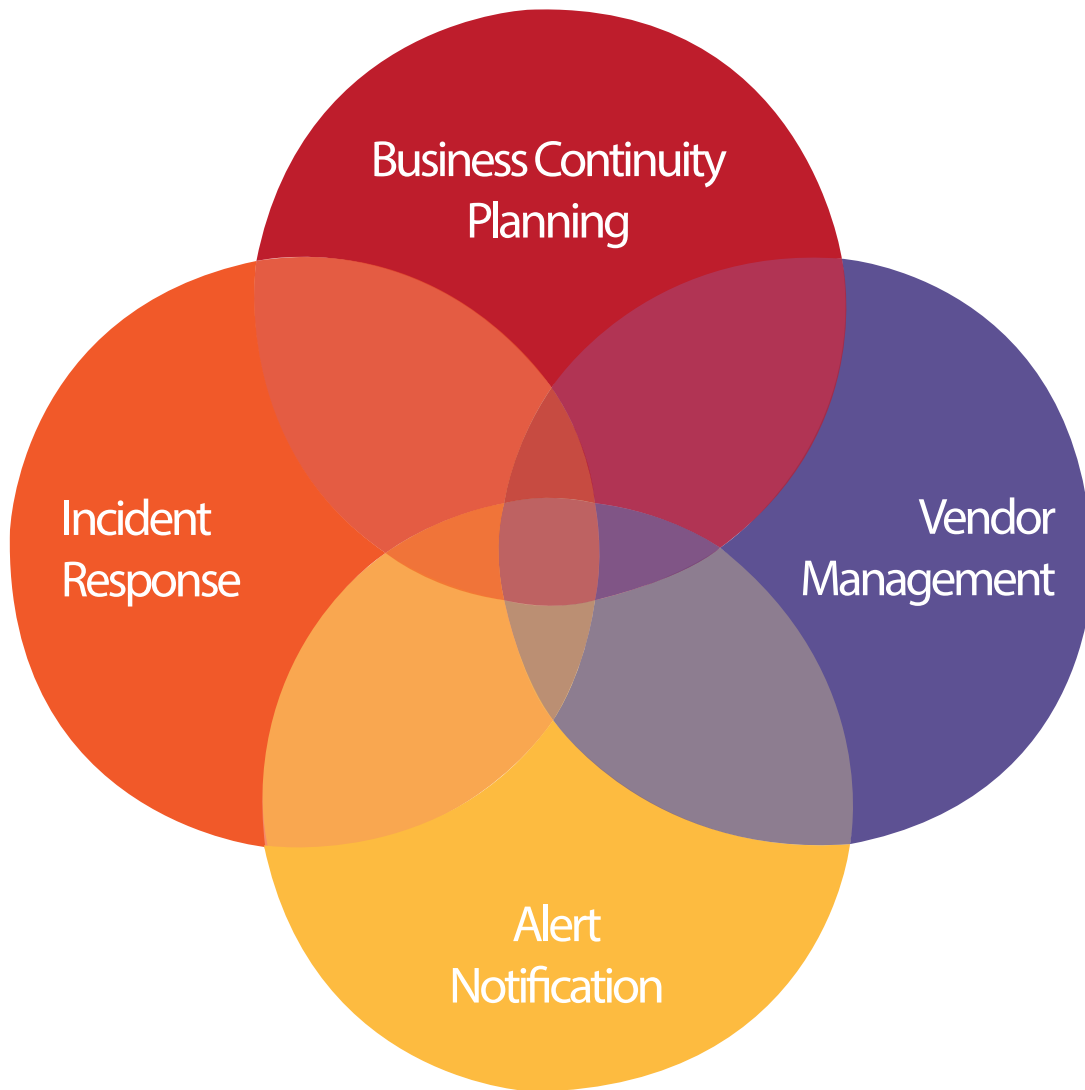 Business Continuity
Planning
Incident
Response
Vendor
Management
Alert
Notification